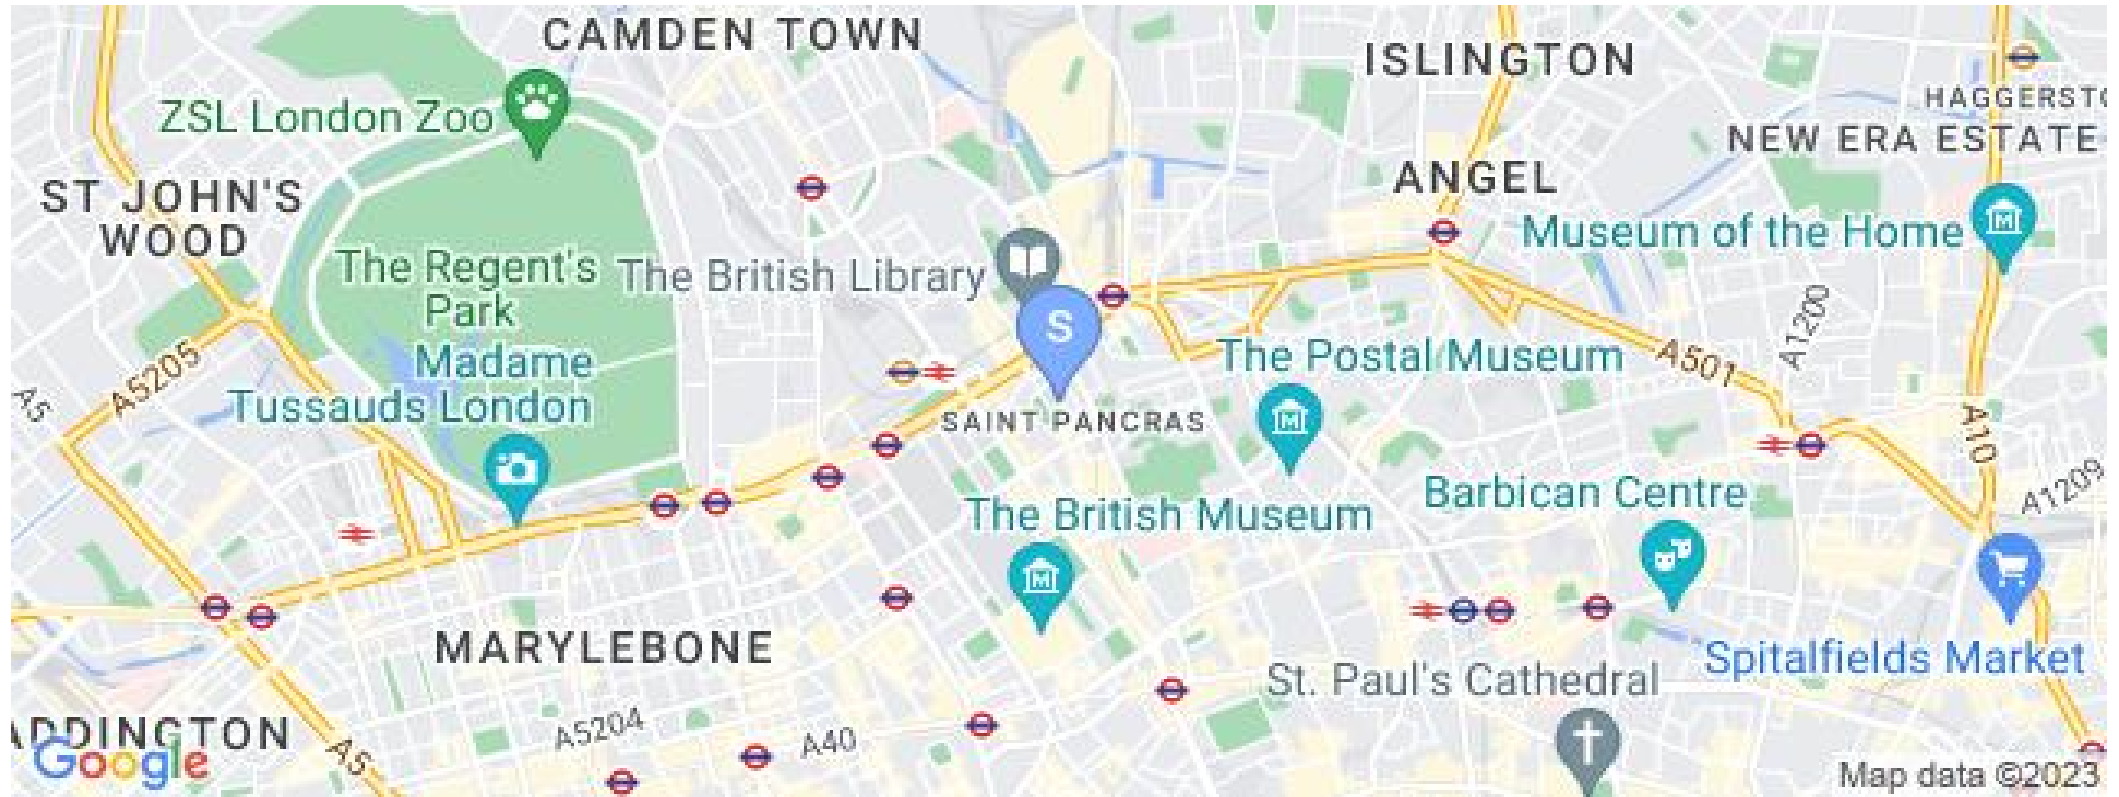 CAMDEN TOWN
ISLINGTON
ZSL London Zoo
HAGGERSTO
NEW ERA ESTATE
ST JOHN'S
WOOD
ANGEL
Museum of the Home
The Regent's
Park
The British Library
S
A1200
Madame
Tussauds London
The Postal Museum
A501
A5205
A5
SAINT PANCRAS
A10
A1209
Barbican Centre
The British Museum
MARYLEBONE
Spitalfields Market
St. Paul's Cathedral
ADDINGTON
A5204
A40
A5
Google
Map data ©2023